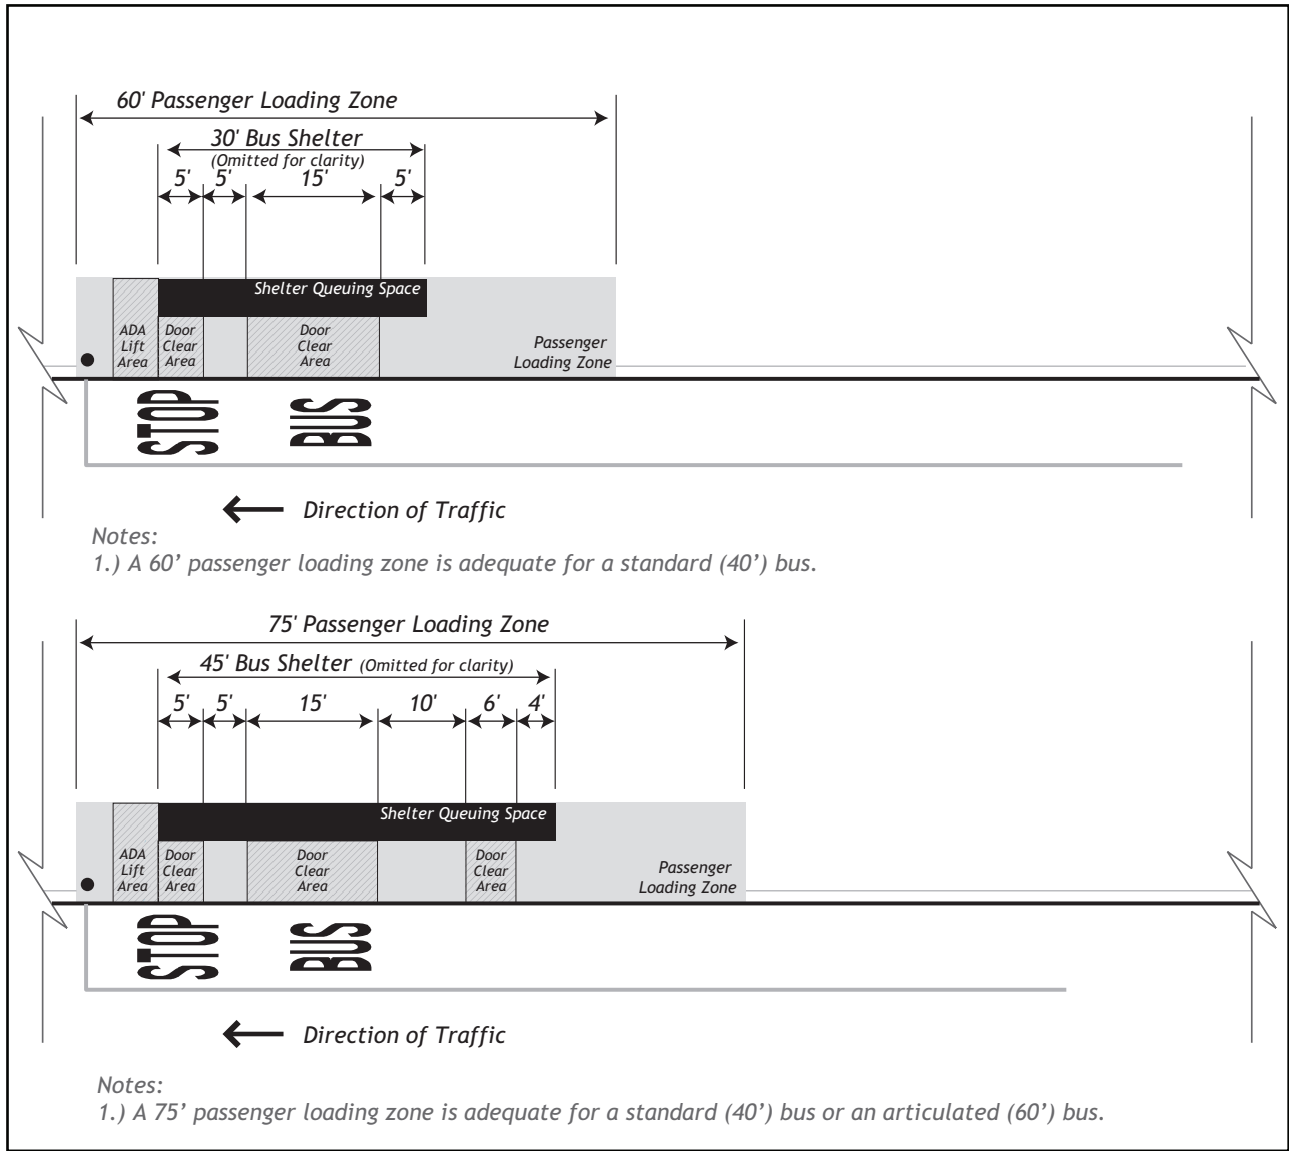 60' Passenger Loading Zone
30' Bus Shelter
(Omitted for clarity)
5' 5' 15' 5'
Shelter Queuing Space
ADA
Lift
Area
Door
Clear
Area
Door
Clear
Area
Passenger
Loading Zone
STOP
BUS
Direction of Traffic
Notes:
1.) A 60’ passenger loading zone is adequate for a standard (40’) bus.
75' Passenger Loading Zone
45' Bus Shelter (Omitted for clarity)
5' 5' 15' 10' 6' 4'
Shelter Queuing Space
ADA
Lift
Area
Door
Clear
Area
Door
Clear
Area
Door
Clear
Area
Passenger
Loading Zone
STOP
BUS
Direction of Traffic
Notes:
1.) A 75’ passenger loading zone is adequate for a standard (40’) bus or an articulated (60’) bus.